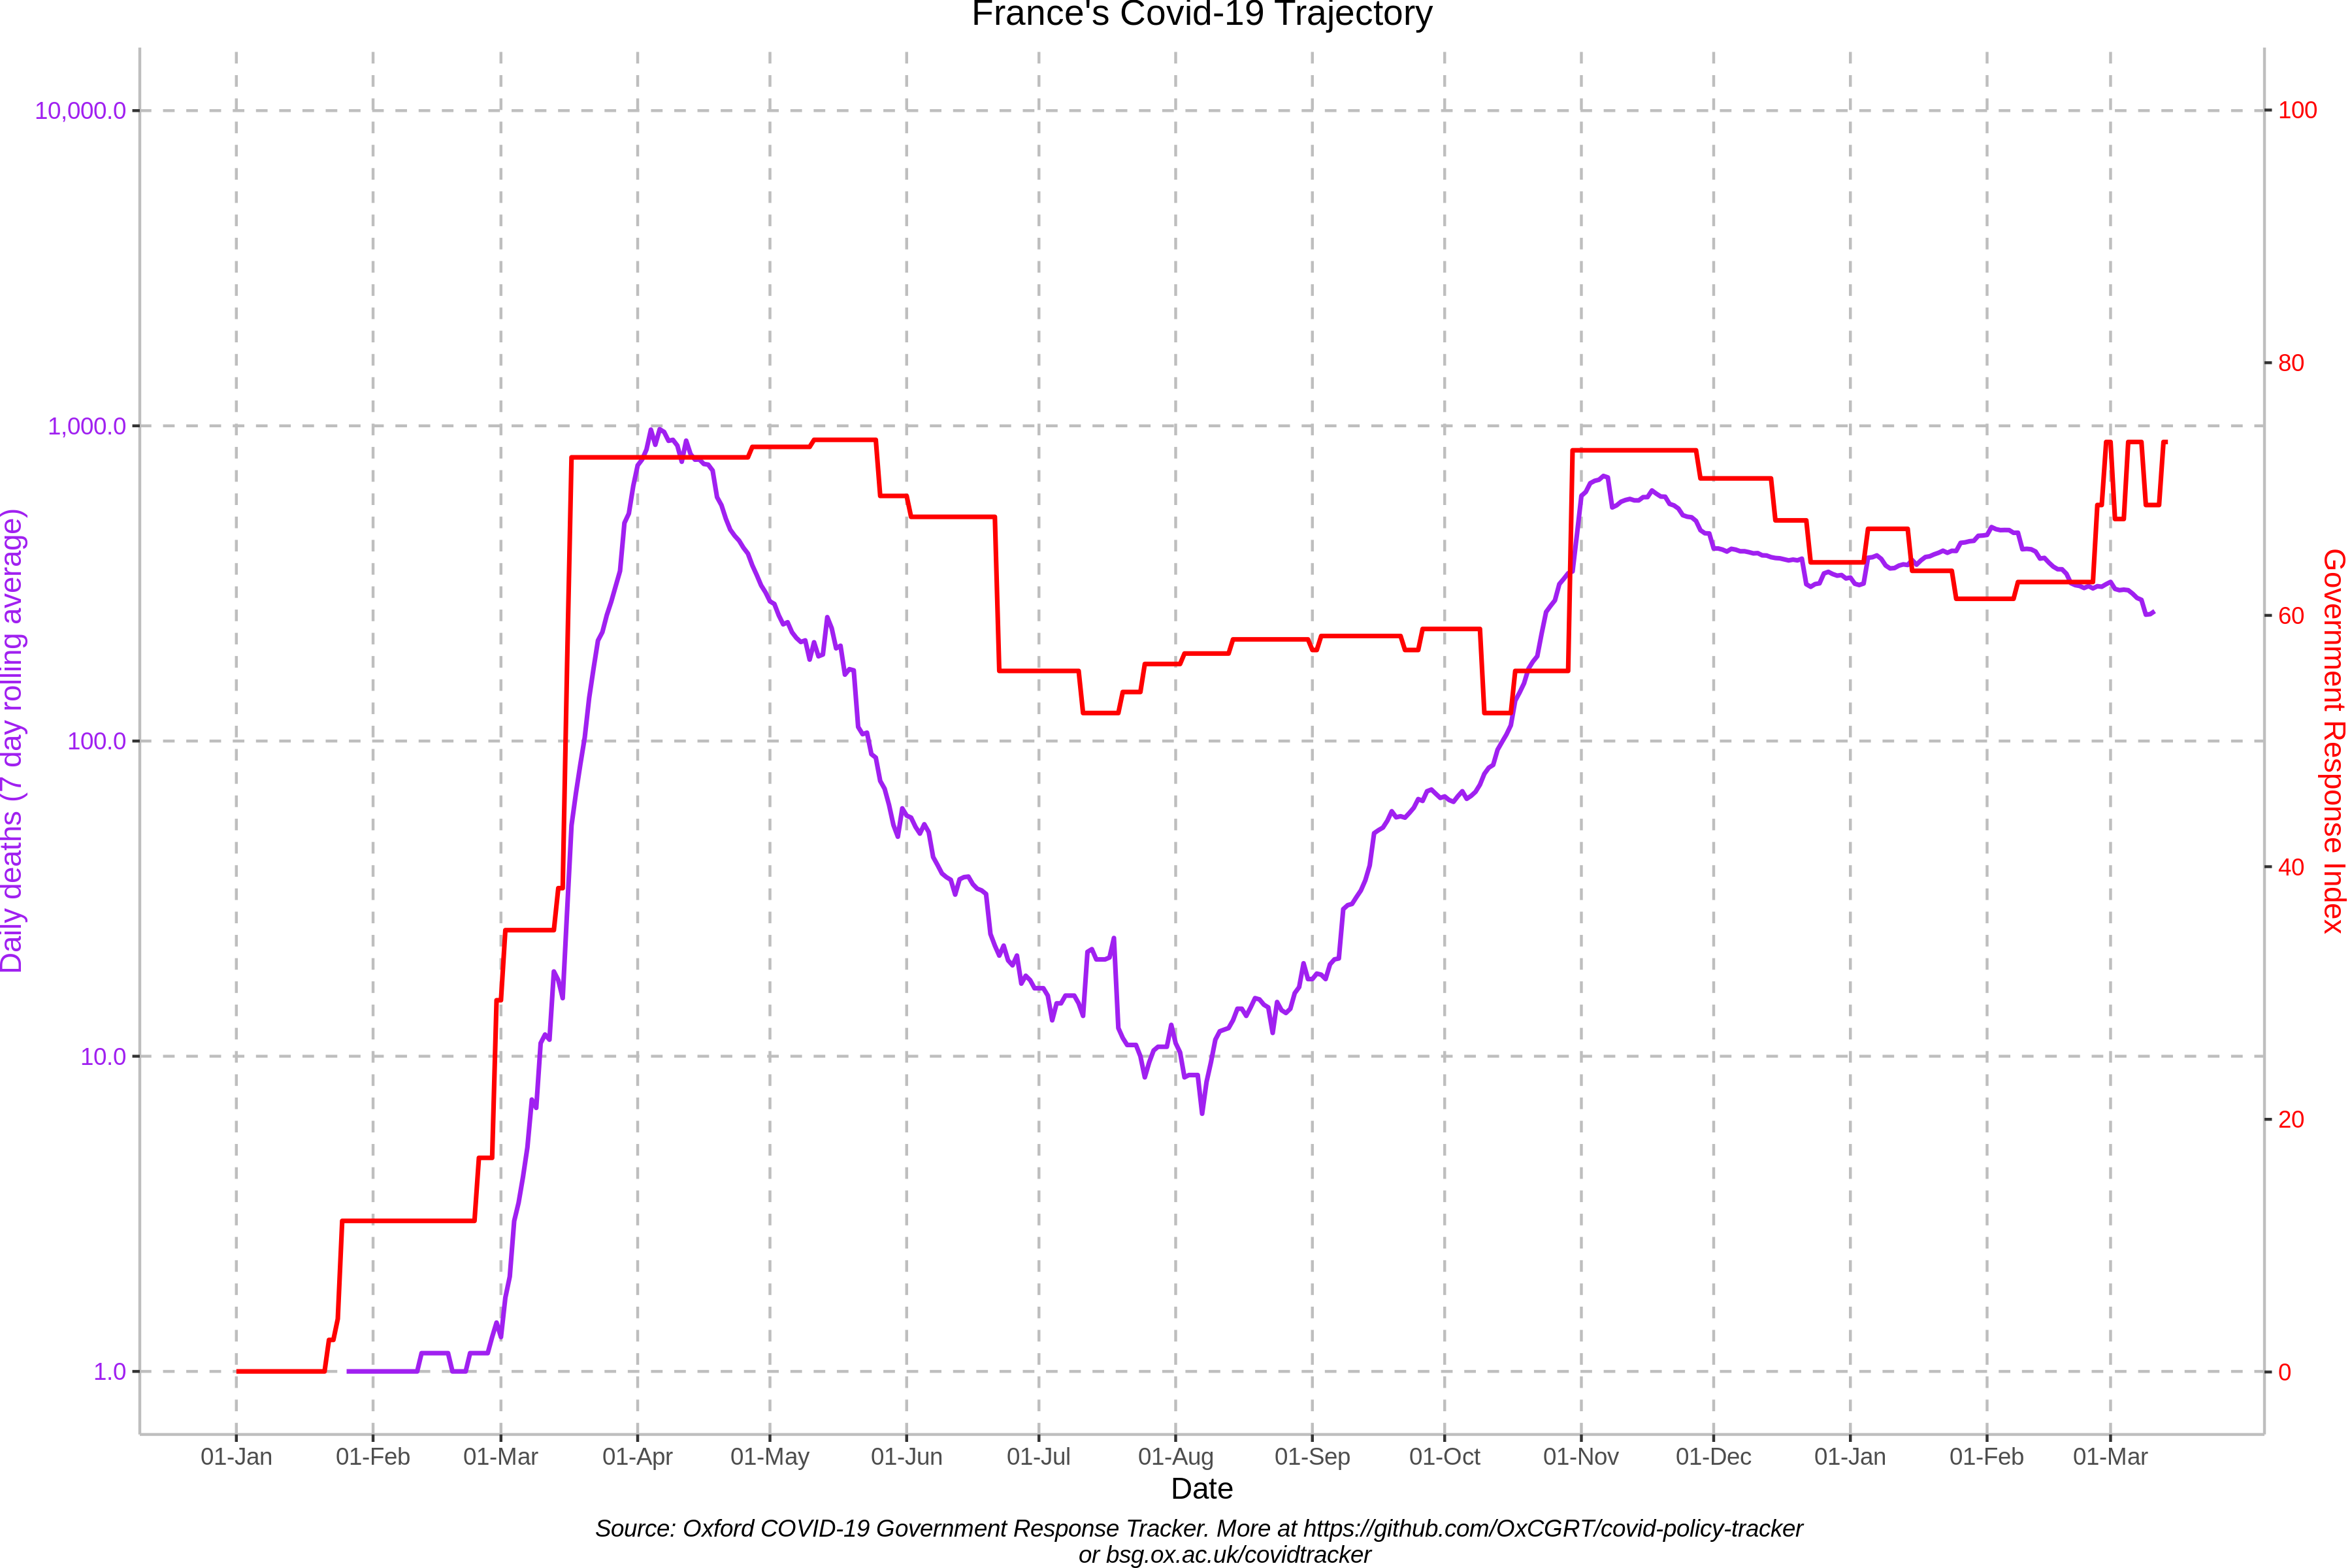 France's Covid-19 Trajectory
10,000.0
1,000.0
100.0
10.0
1.0
Daily deaths (7 day rolling average)
100
80
60
40
20
0
Government Response Index
01-Jan 01-Feb 01-Mar 01-Apr 01-May 01-Jun 01-Jul 01-Aug 01-Sep 01-Oct 01-Nov 01-Dec 01-Jan 01-Feb 01-Mar
Date
Source: Oxford COVID-19 Government Response Tracker. More at https://github.com/OxCGRT/covid-policy-tracker
or bsg.ox.ac.uk/covidtracker